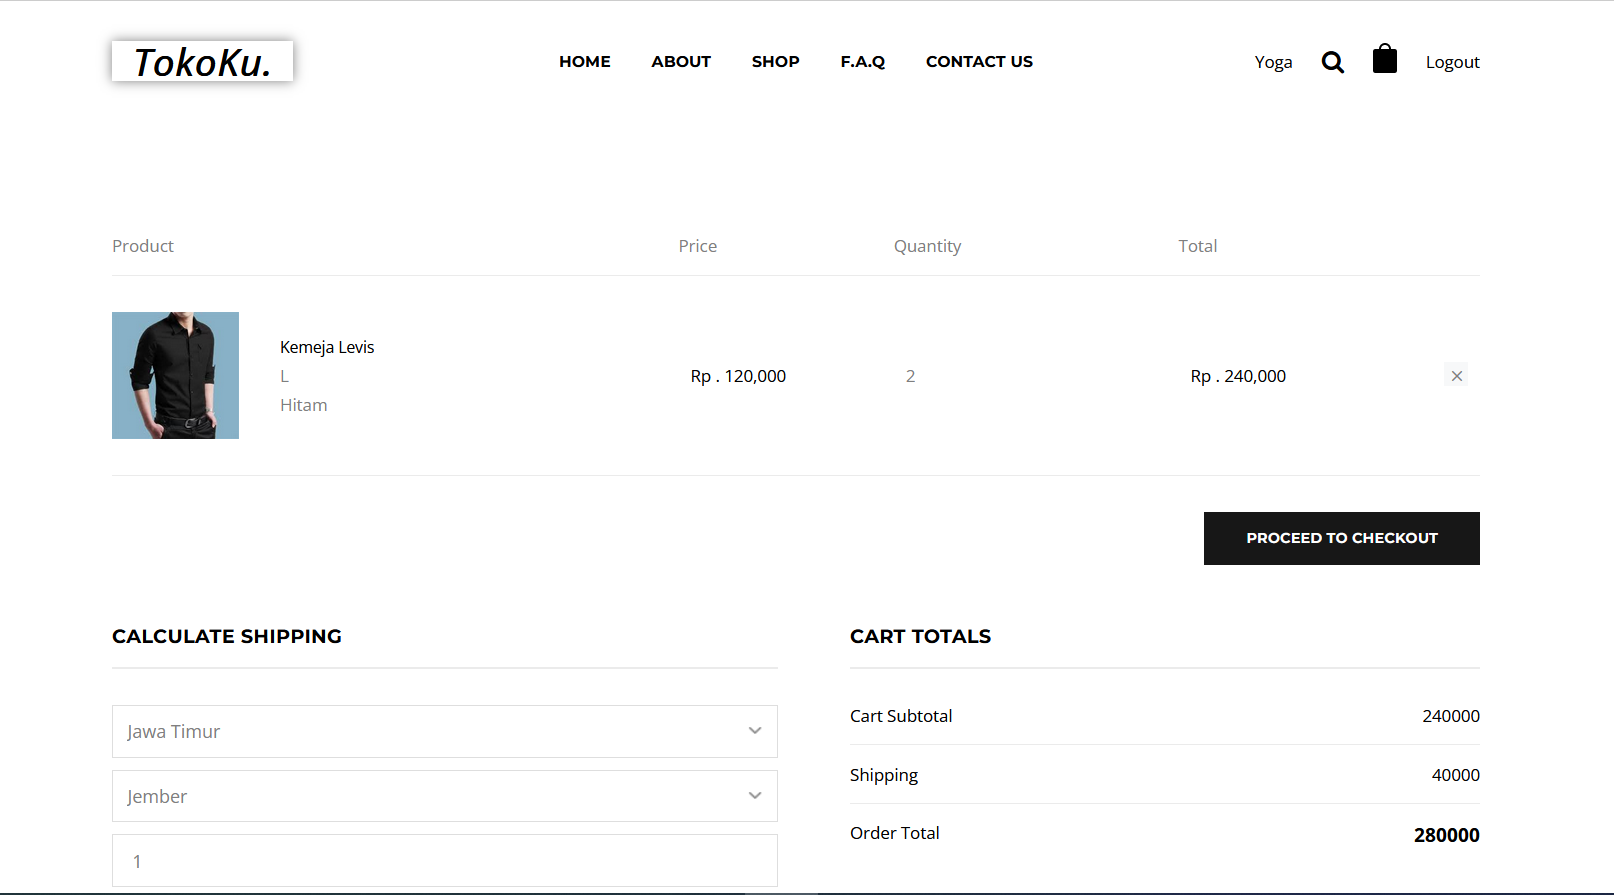 TokoKu.
HOME ABOUT SHOP F.A.Q CONTACT US
Yoga Logout
Product Price Quantity Total
Kemeja Levis
L
Hitam
Rp . 120,000 2 Rp . 240,000
PROCEED TO CHECKOUT
CALCULATE SHIPPING
Jawa Timur
Jember
1
CART TOTALS
Cart Subtotal 240000
Shipping 40000
Order Total 280000